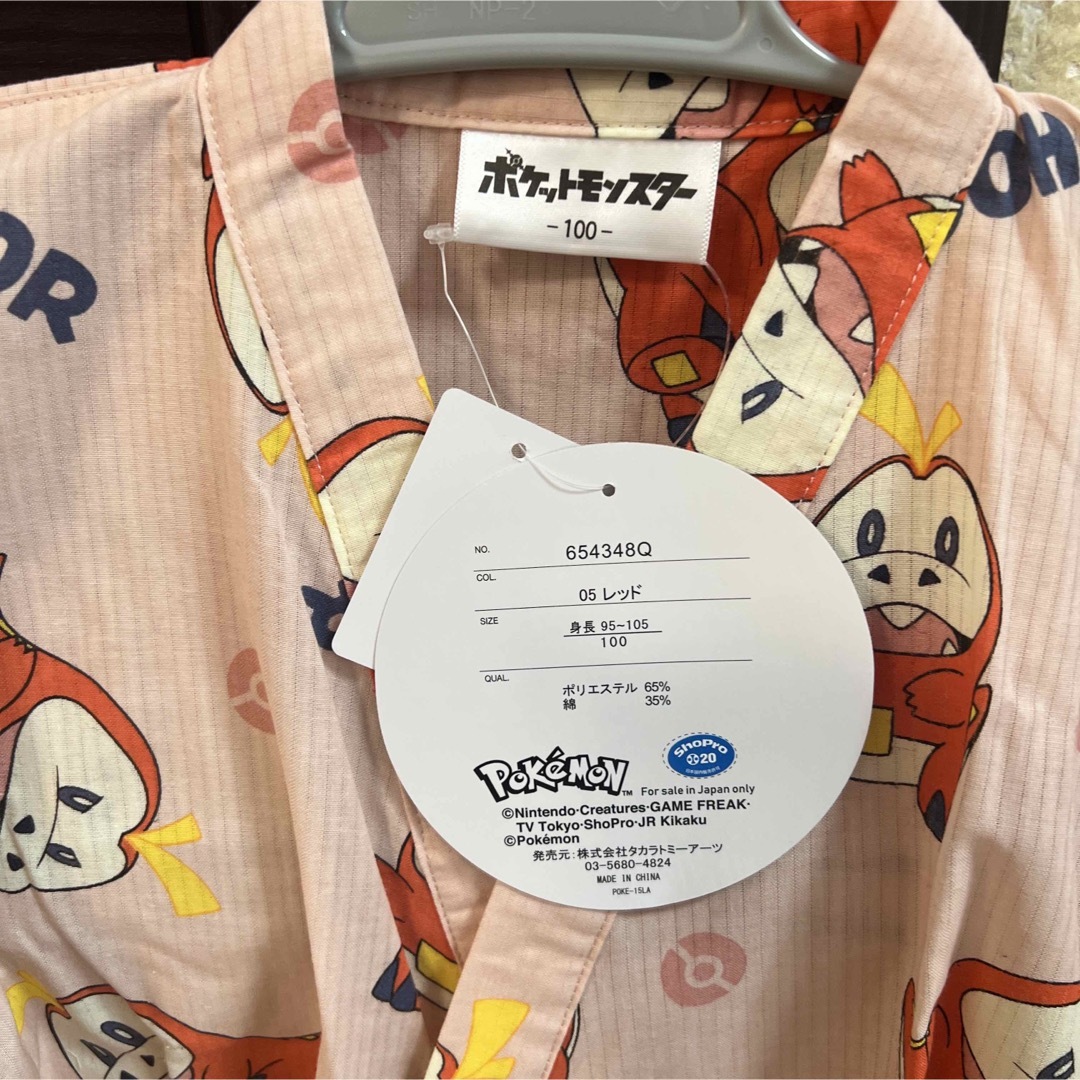 S- NP-2
ポケットモンスター
-100-
OR
OH
NO. 654348Q
COL. 05 レッド
SIZE 身長 95~105
100
QUAL. ポリエステル 65%
綿 35%
POKéMON™
ShoPro
20
For sale in Japan only
©Nintendo･Creatures･GAME FREAK･
TV Tokyo･ShoPro･JR Kikaku
©Pokémon
発売元:株式会社タカラトミーアーツ
03-5680-4824
MADE IN CHINA
POKE-15LA